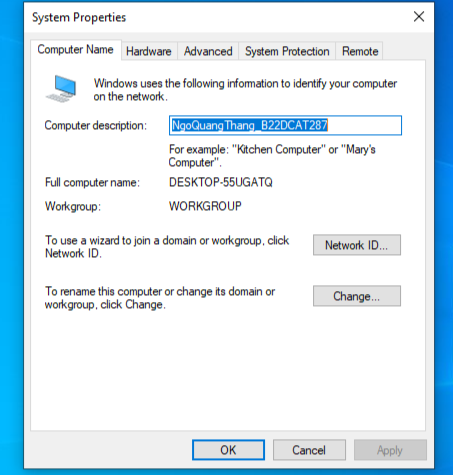 System Properties
Computer Name
Hardware
Advanced
System Protection
Remote
Windows uses the following information to identify your computer
on the network.
Computer description:
NgoQuangThang_B22DCAT287
For example: "Kitchen Computer" or "Mary's
Computer".
Full computer name:
DESKTOP-55UGATQ
Workgroup:
WORKGROUP
To use a wizard to join a domain or workgroup, click
Network ID.
Network ID...
To rename this computer or change its domain or
workgroup, click Change.
Change...
OK
Cancel
Apply